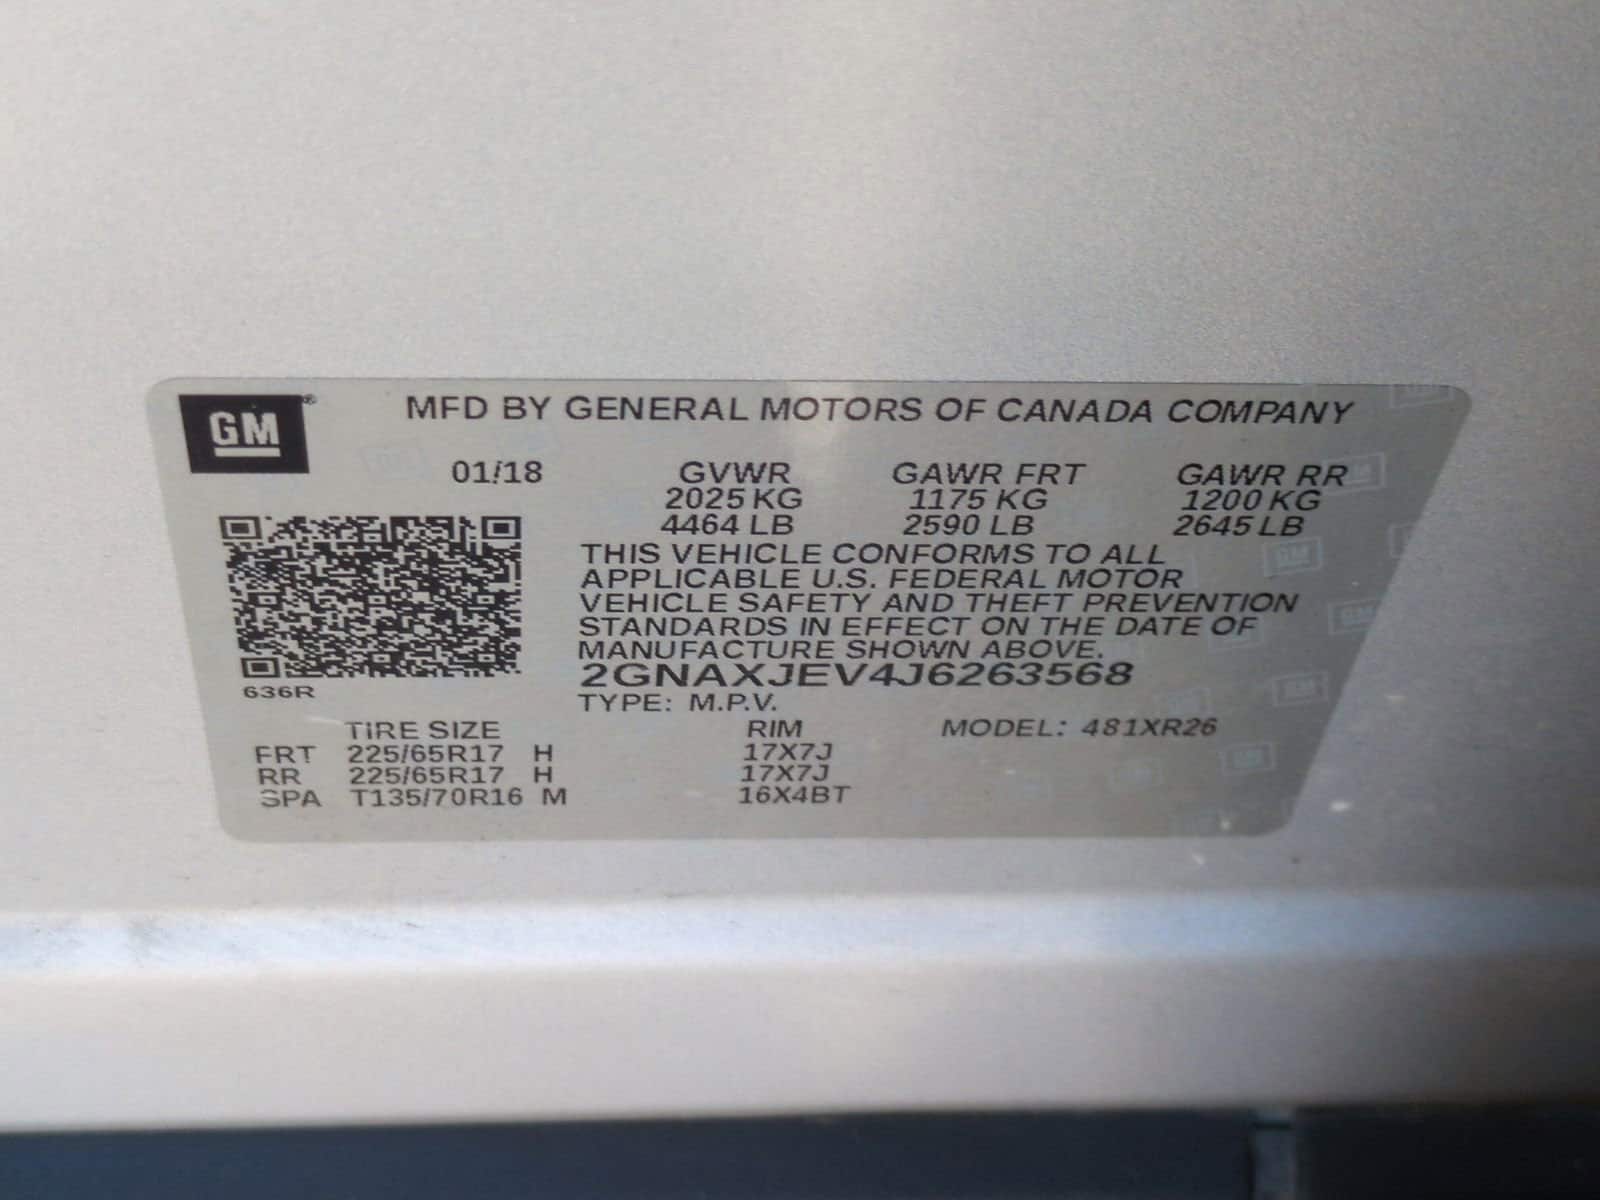 GM®
MFD BY GENERAL MOTORS OF CANADA COMPANY
01/18 GVWR GAWR FRT GAWR RR
2025 KG 1175 KG 1200 KG
4464 LB 2590 LB 2645 LB
THIS VEHICLE CONFORMS TO ALL
APPLICABLE U.S. FEDERAL MOTOR
VEHICLE SAFETY AND THEFT PREVENTION
STANDARDS IN EFFECT ON THE DATE OF
MANUFACTURE SHOWN ABOVE.
2GNAXJEV4J6263568
636R
TYPE: M.P.V.
TIRE SIZE RIM MODEL: 481XR26
FRT 225/65R17 H 17X7J
RR 225/65R17 H 17X7J
SPA T135/70R16 M 16X4BT